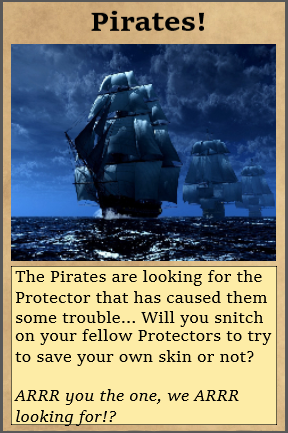 Pirates!
The Pirates are looking for the
Protector that has caused them
some trouble... Will you snitch
on your fellow Protectors to try
to save your own skin or not?
ARRR you the one, we ARRR
looking for!?